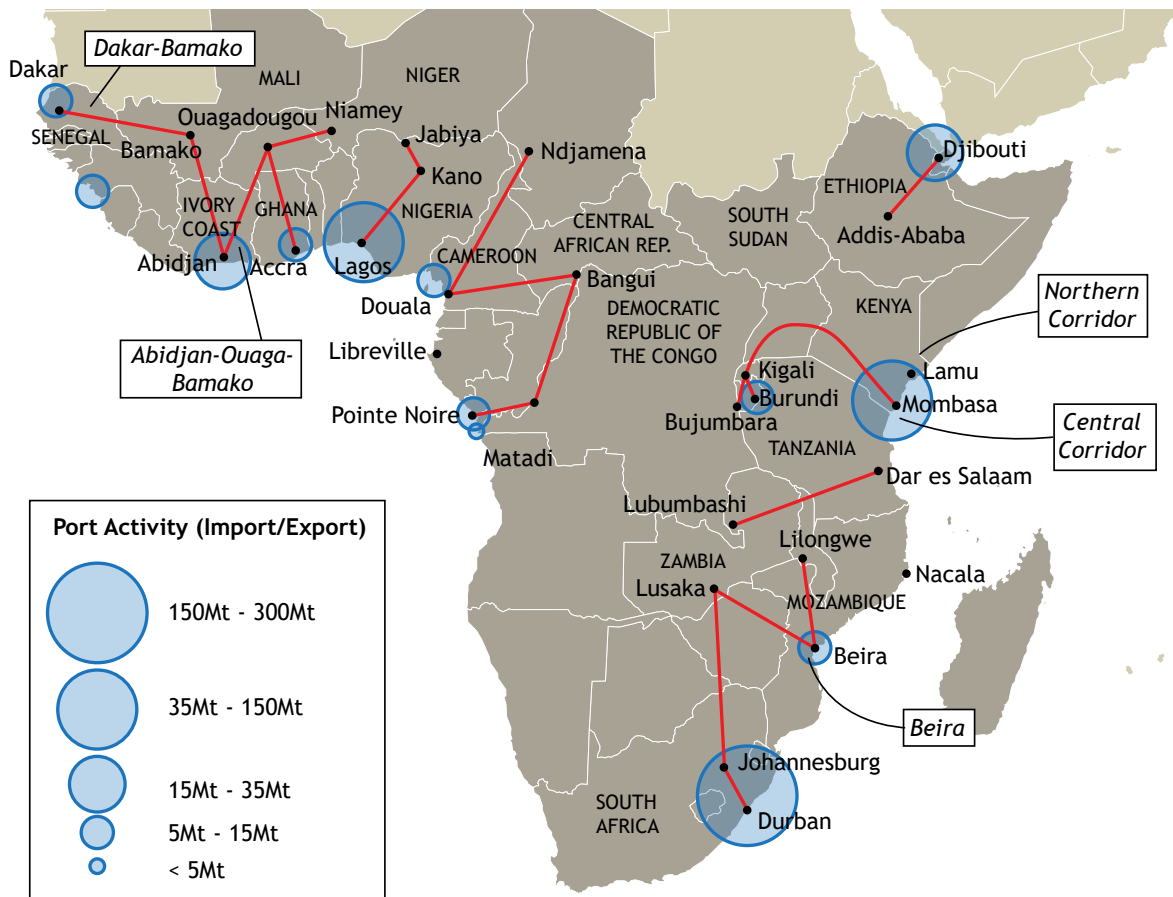 Dakar-Bamako
Dakar
MALI
NIGER
Niamey
Ouagadougou
SENEGAL
Bamako
Jabiya
Ndjamena
Djibouti
Kano
ETHIOPIA
IVORY
COAST
GHANA
NIGERIA
CENTRAL
AFRICAN REP.
SOUTH
SUDAN
Addis-Ababa
Abidjan
Accra
Lagos
CAMEROON
Bangui
Douala
DEMOCRATIC
REPUBLIC OF
THE CONGO
KENYA
Northern
Corridor
Abidjan-Ouaga-
Bamako
Libreville
Kigali
Lamu
Burundi
Mombasa
Pointe Noire
Bujumbara
Central
Corridor
Matadi
TANZANIA
Dar es Salaam
Lubumbashi
Lilongwe
ZAMBIA
Nacala
Lusaka
MOZAMBIQUE
Beira
Beira
Johannesburg
SOUTH
AFRICA
Durban
Port Activity (Import/Export)
150Mt - 300Mt
35Mt - 150Mt
15Mt - 35Mt
5Mt - 15Mt
< 5Mt